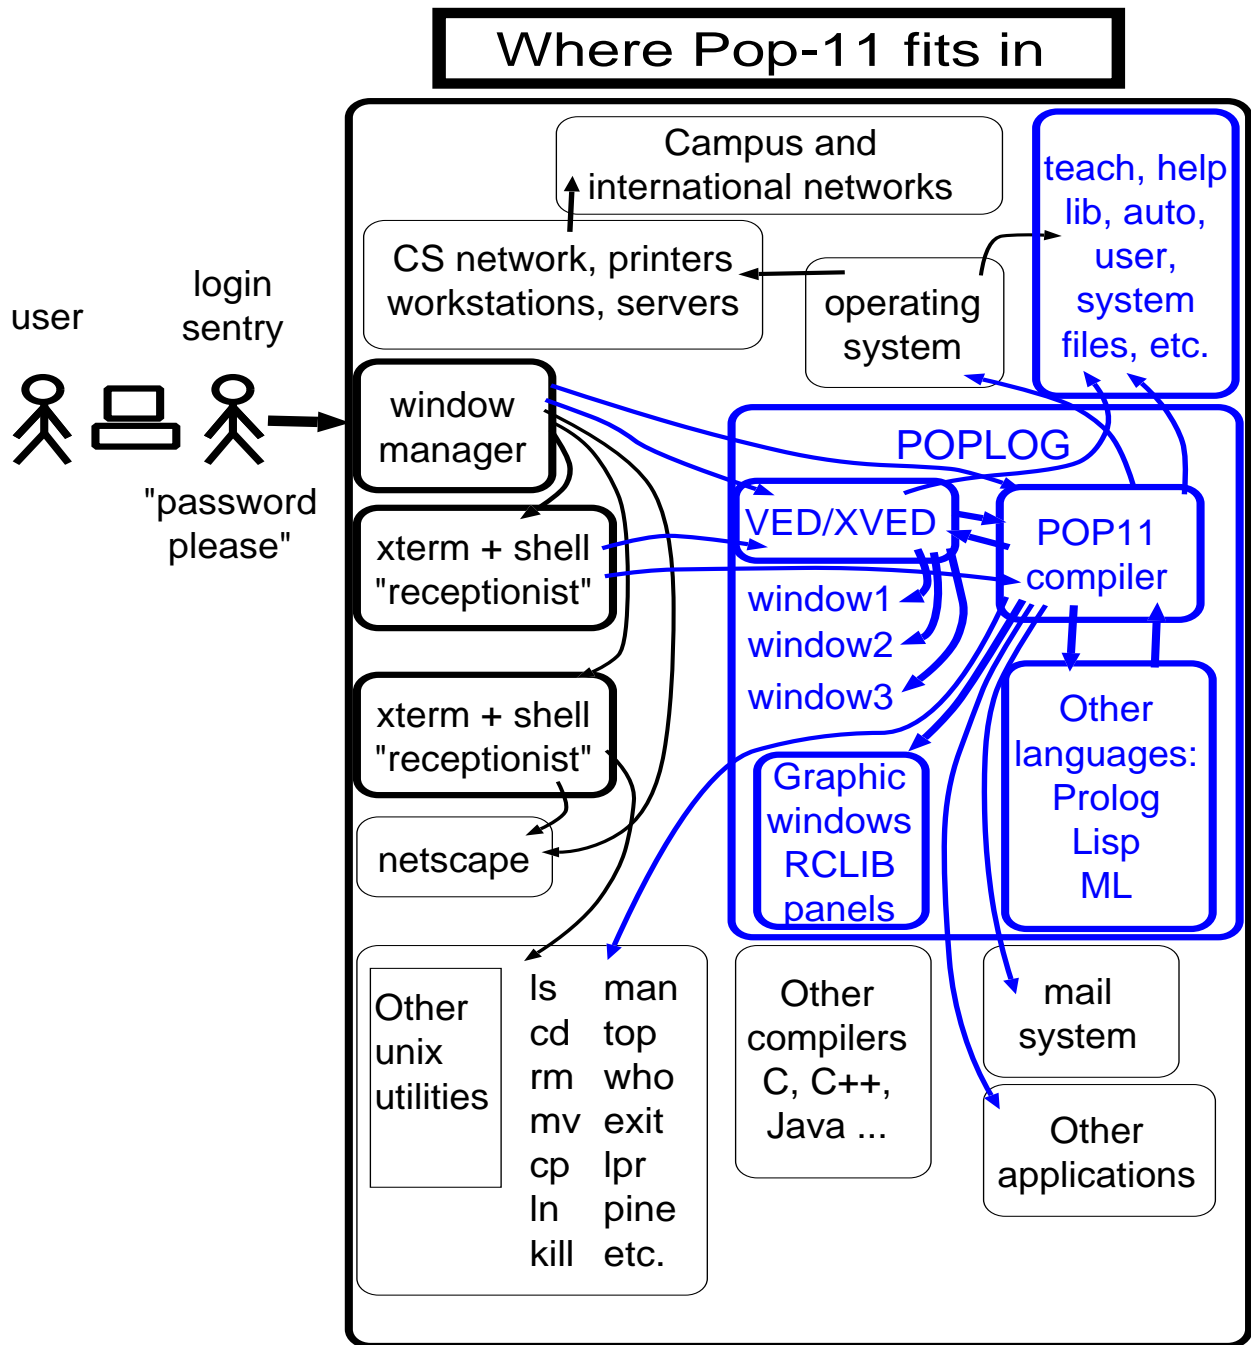 Where Pop-11 fits in
Campus and
international networks
teach, help
lib, auto,
user,
system
files, etc.
CS network, printers
workstations, servers
operating
system
user
login
sentry
"password
please"
window
manager
POPLOG
VED/XVED
POP11
compiler
xterm + shell
"receptionist"
window1
window2
window3
xterm + shell
"receptionist"
Graphic
windows
RCLIB
panels
Other
languages:
Prolog
Lisp
ML
netscape
Other
unix
utilities
ls man
cd top
rm who
mv exit
cp lpr
ln pine
kill etc.
Other
compilers
C, C++,
Java ...
mail
system
Other
applications